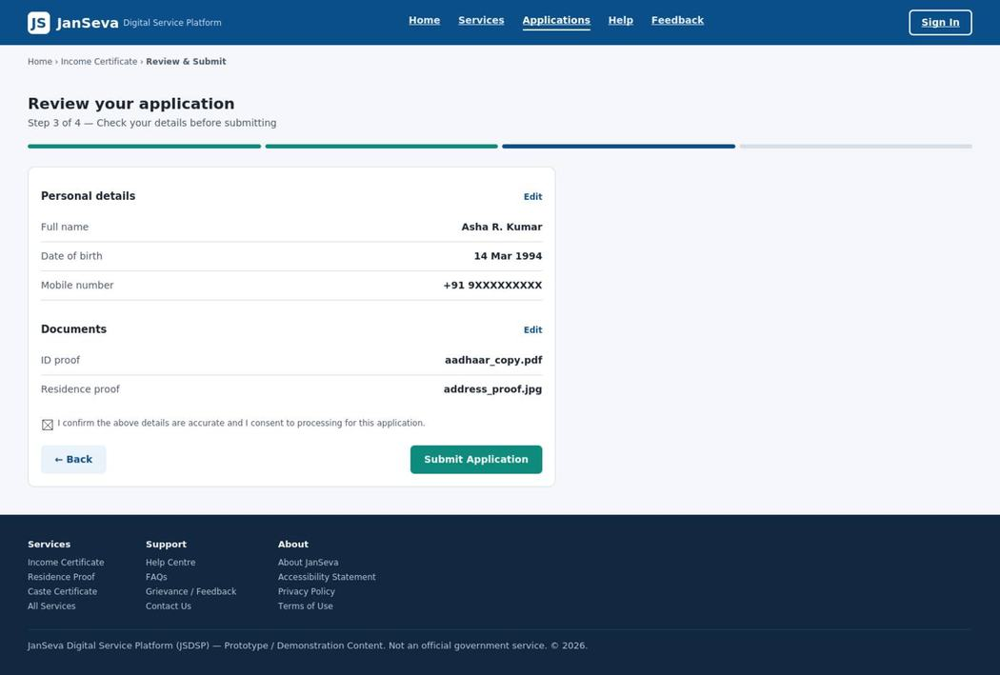 JS JanSeva Digital Service Platform Home Services Applications Help Feedback Sign In
Home › Income Certificate › Review & Submit
Review your application
Step 3 of 4 — Check your details before submitting
Personal details Edit
Full name Asha R. Kumar
Date of birth 14 Mar 1994
Mobile number +91 9XXXXXXXXX
Documents Edit
ID proof aadhaar_copy.pdf
Residence proof address_proof.jpg
I confirm the above details are accurate and I consent to processing for this application.
← Back Submit Application
Services Support About
Income Certificate Help Centre About JanSeva
Residence Proof FAQs Accessibility Statement
Caste Certificate Grievance / Feedback Privacy Policy
All Services Contact Us Terms of Use
JanSeva Digital Service Platform (JSDSP) — Prototype / Demonstration Content. Not an official government service. © 2026.